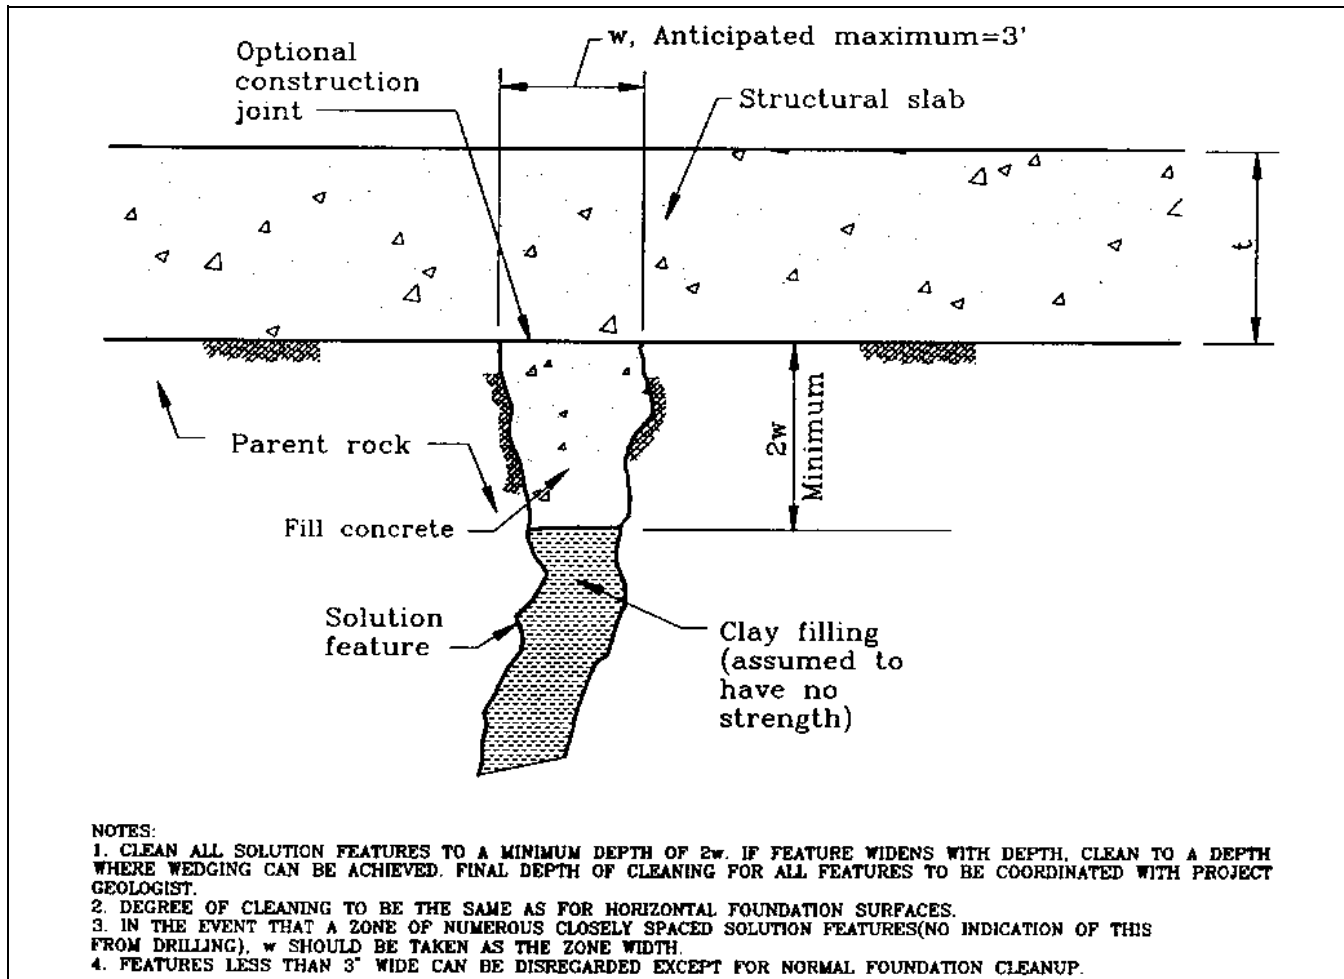 w, Anticipated maximum=3'
Optional
construction
joint
Structural slab
t
2w
Minimum
Parent rock
Fill concrete
Solution
feature
Clay filling
(assumed to
have no
strength)
NOTES:
1. CLEAN ALL SOLUTION FEATURES TO A MINIMUM DEPTH OF 2w. IF FEATURE WIDENS WITH DEPTH, CLEAN TO A DEPTH
WHERE WEDGING CAN BE ACHIEVED. FINAL DEPTH OF CLEANING FOR ALL FEATURES TO BE COORDINATED WITH PROJECT
GEOLOGIST.
2. DEGREE OF CLEANING TO BE THE SAME AS FOR HORIZONTAL FOUNDATION SURFACES.
3. IN THE EVENT THAT A ZONE OF NUMEROUS CLOSELY SPACED SOLUTION FEATURES(NO INDICATION OF THIS
FROM DRILLING), w SHOULD BE TAKEN AS THE ZONE WIDTH.
4. FEATURES LESS THAN 3" WIDE CAN BE DISREGARDED EXCEPT FOR NORMAL FOUNDATION CLEANUP.